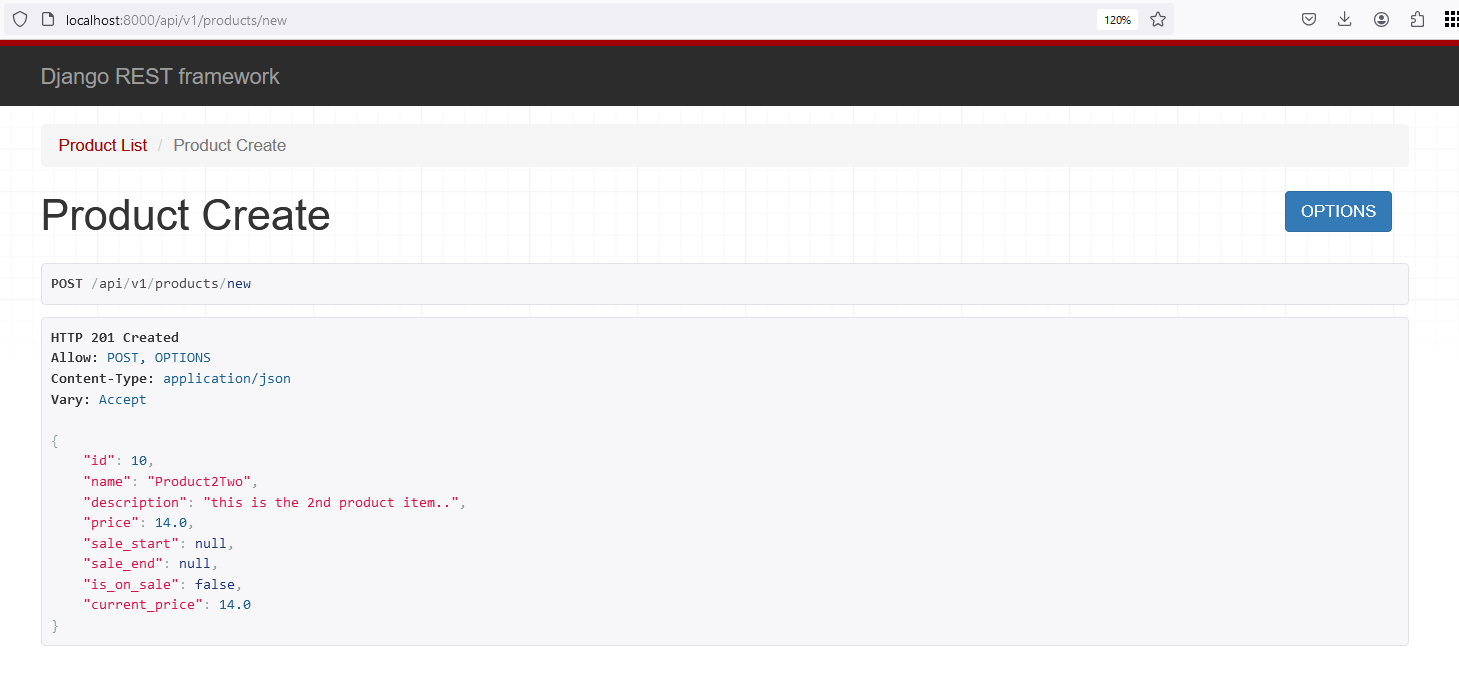 localhost:8000/api/v1/products/new 120%
Django REST framework
Product List / Product Create
Product Create OPTIONS
POST /api/v1/products/new
HTTP 201 Created
Allow: POST, OPTIONS
Content-Type: application/json
Vary: Accept
{
    "id": 10,
    "name": "Product2Two",
    "description": "this is the 2nd product item..",
    "price": 14.0,
    "sale_start": null,
    "sale_end": null,
    "is_on_sale": false,
    "current_price": 14.0
}